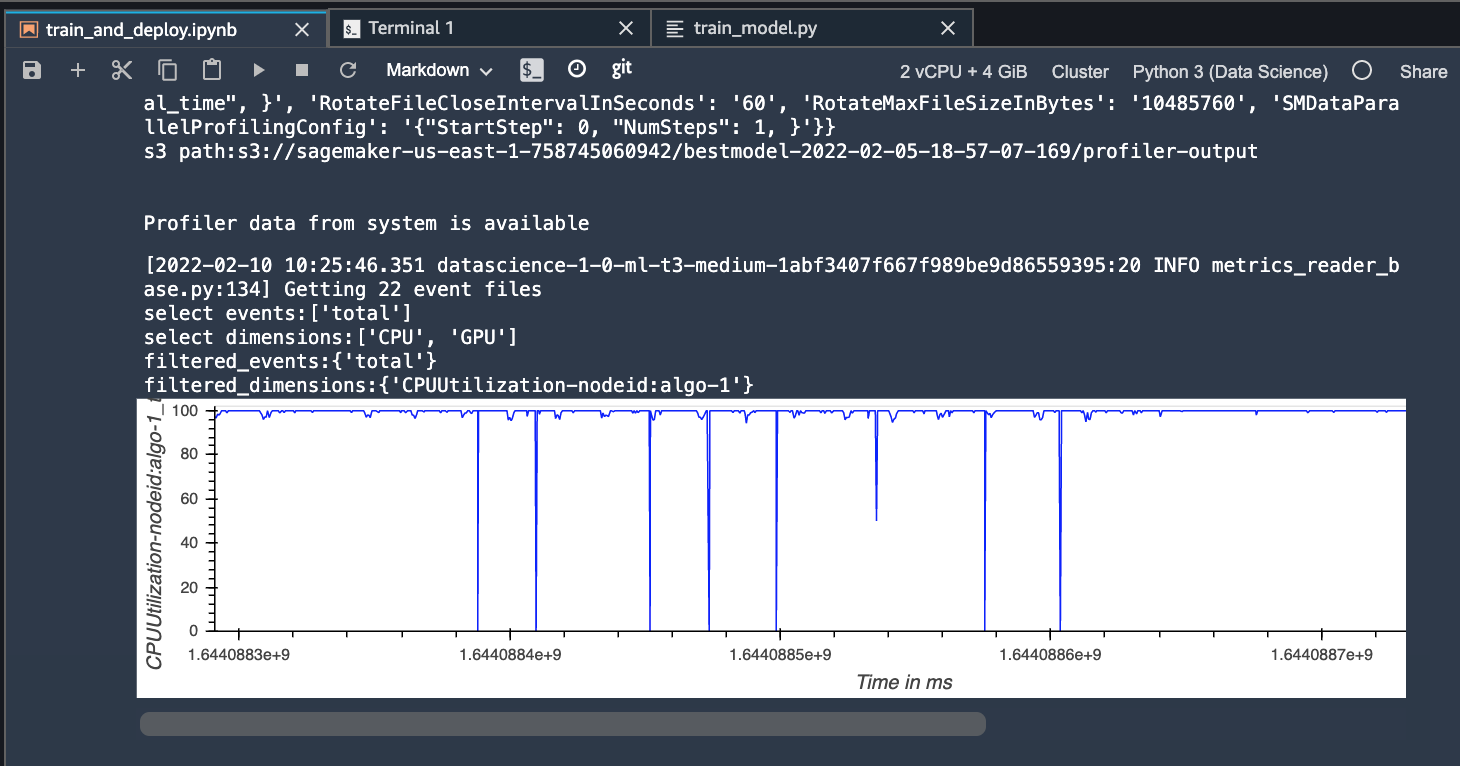 train_and_deploy.ipynb
$_ Terminal 1
train_model.py
Markdown
$_
git
2 vCPU + 4 GiB
Cluster
Python 3 (Data Science)
Share
al_time", }', 'RotateFileCloseIntervalInSeconds': '60', 'RotateMaxFileSizeInBytes': '10485760', 'SMDataPara
llelProfilingConfig': '{"StartStep": 0, "NumSteps": 1, }'}}
s3 path:s3://sagemaker-us-east-1-758745060942/bestmodel-2022-02-05-18-57-07-169/profiler-output
Profiler data from system is available
[2022-02-10 10:25:46.351 datascience-1-0-ml-t3-medium-1abf3407f667f989be9d86559395:20 INFO metrics_reader_b
ase.py:134] Getting 22 event files
select events:['total']
select dimensions:['CPU', 'GPU']
filtered_events:{'total'}
filtered_dimensions:{'CPUUtilization-nodeid:algo-1'}
CPUUtilization-nodeid:algo-1_t
100
80
60
40
20
0
1.6440883e+9
1.6440884e+9
1.6440885e+9
1.6440886e+9
1.6440887e+9
Time in ms